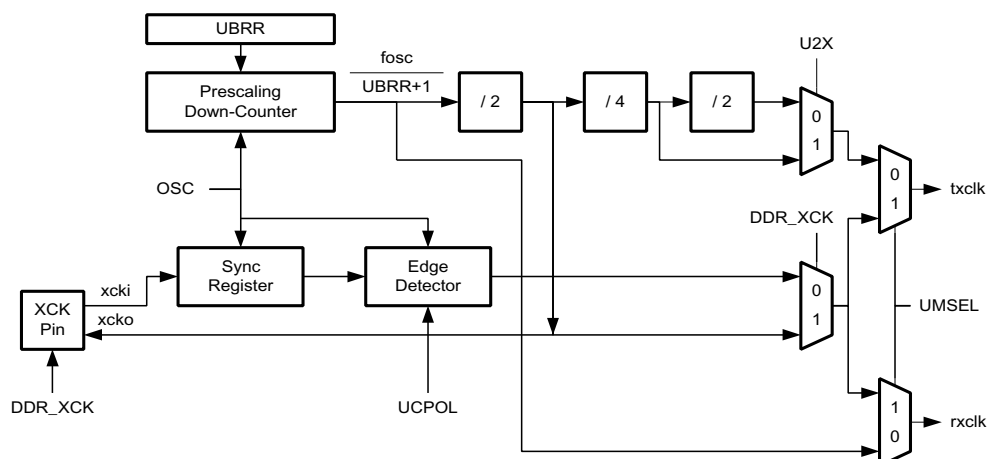 UBRR
Prescaling
Down-Counter
fosc
UBRR+1
/ 2
/ 4
/ 2
U2X
0
1
OSC
DDR_XCK
0
1
txclk
Sync
Register
Edge
Detector
0
1
xcki
XCK
Pin
xcko
UMSEL
DDR_XCK
UCPOL
1
0
rxclk